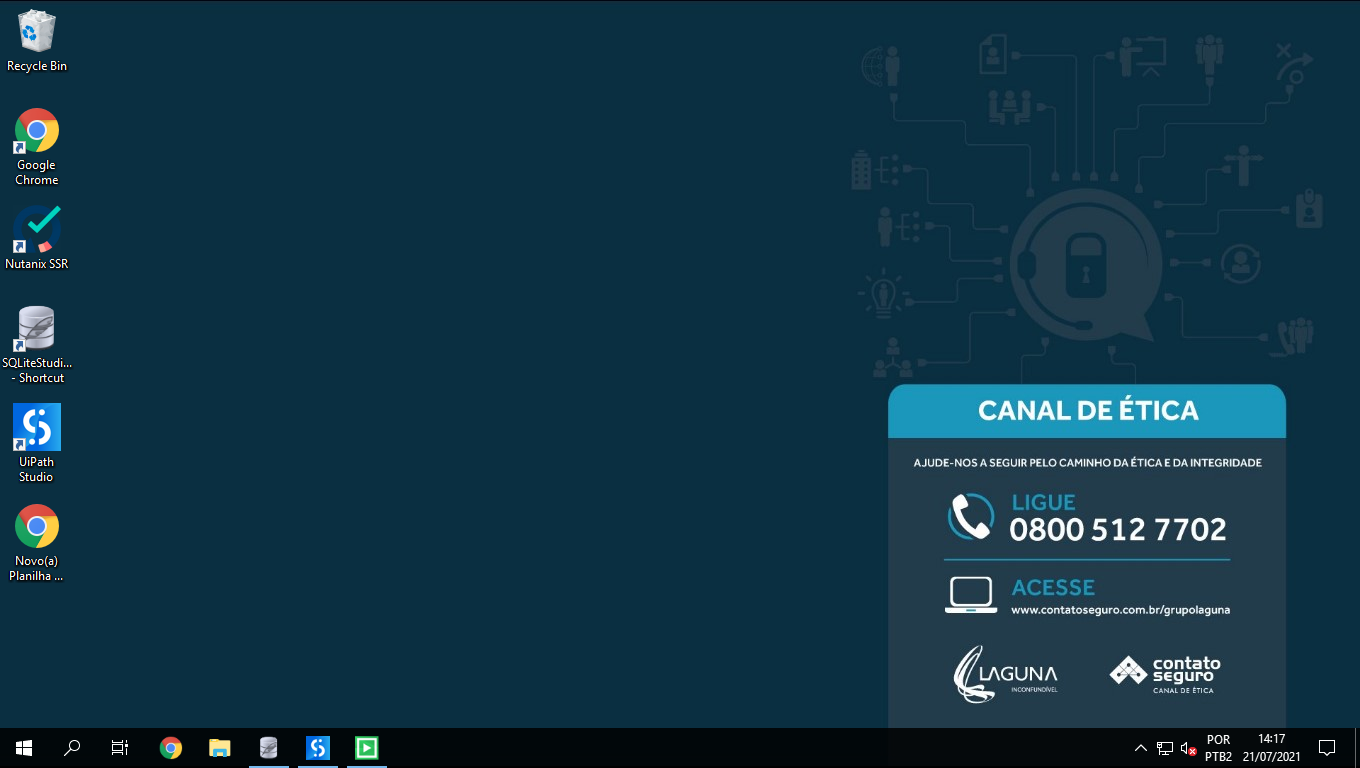 Recycle Bin
Google
Chrome
Nutanix SSR
SQLiteStudi...
- Shortcut
UiPath
Studio
Novo(a)
Planilha ...
CANAL DE ÉTICA
AJUDE-NOS A SEGUIR PELO CAMINHO DA ÉTICA E DA INTEGRIDADE
LIGUE
0800 512 7702
ACESSE
www.contatoseguro.com.br/grupolaguna
LAGUNA
INCONFUNDÍVEL
contato
seguro
CANAL DE ÉTICA
POR
PTB2
14:17
21/07/2021